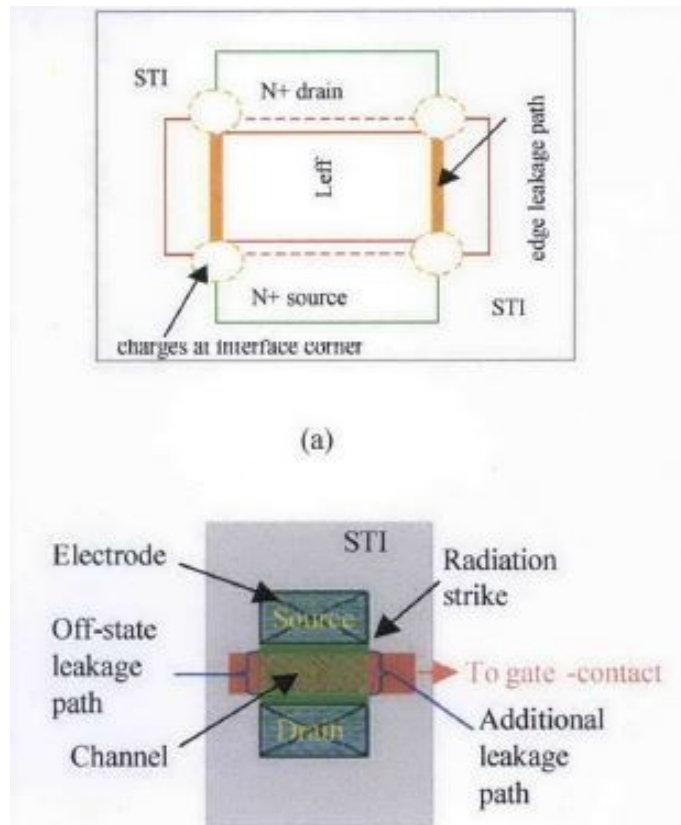 STI
N+ drain
Leff
edge leakage path
N+ source
STI
charges at interface corner
(a)
STI
Electrode
Radiation
strike
Source
Off-state
leakage
path
To gate -contact
Channel
Drain
Additional
leakage
path